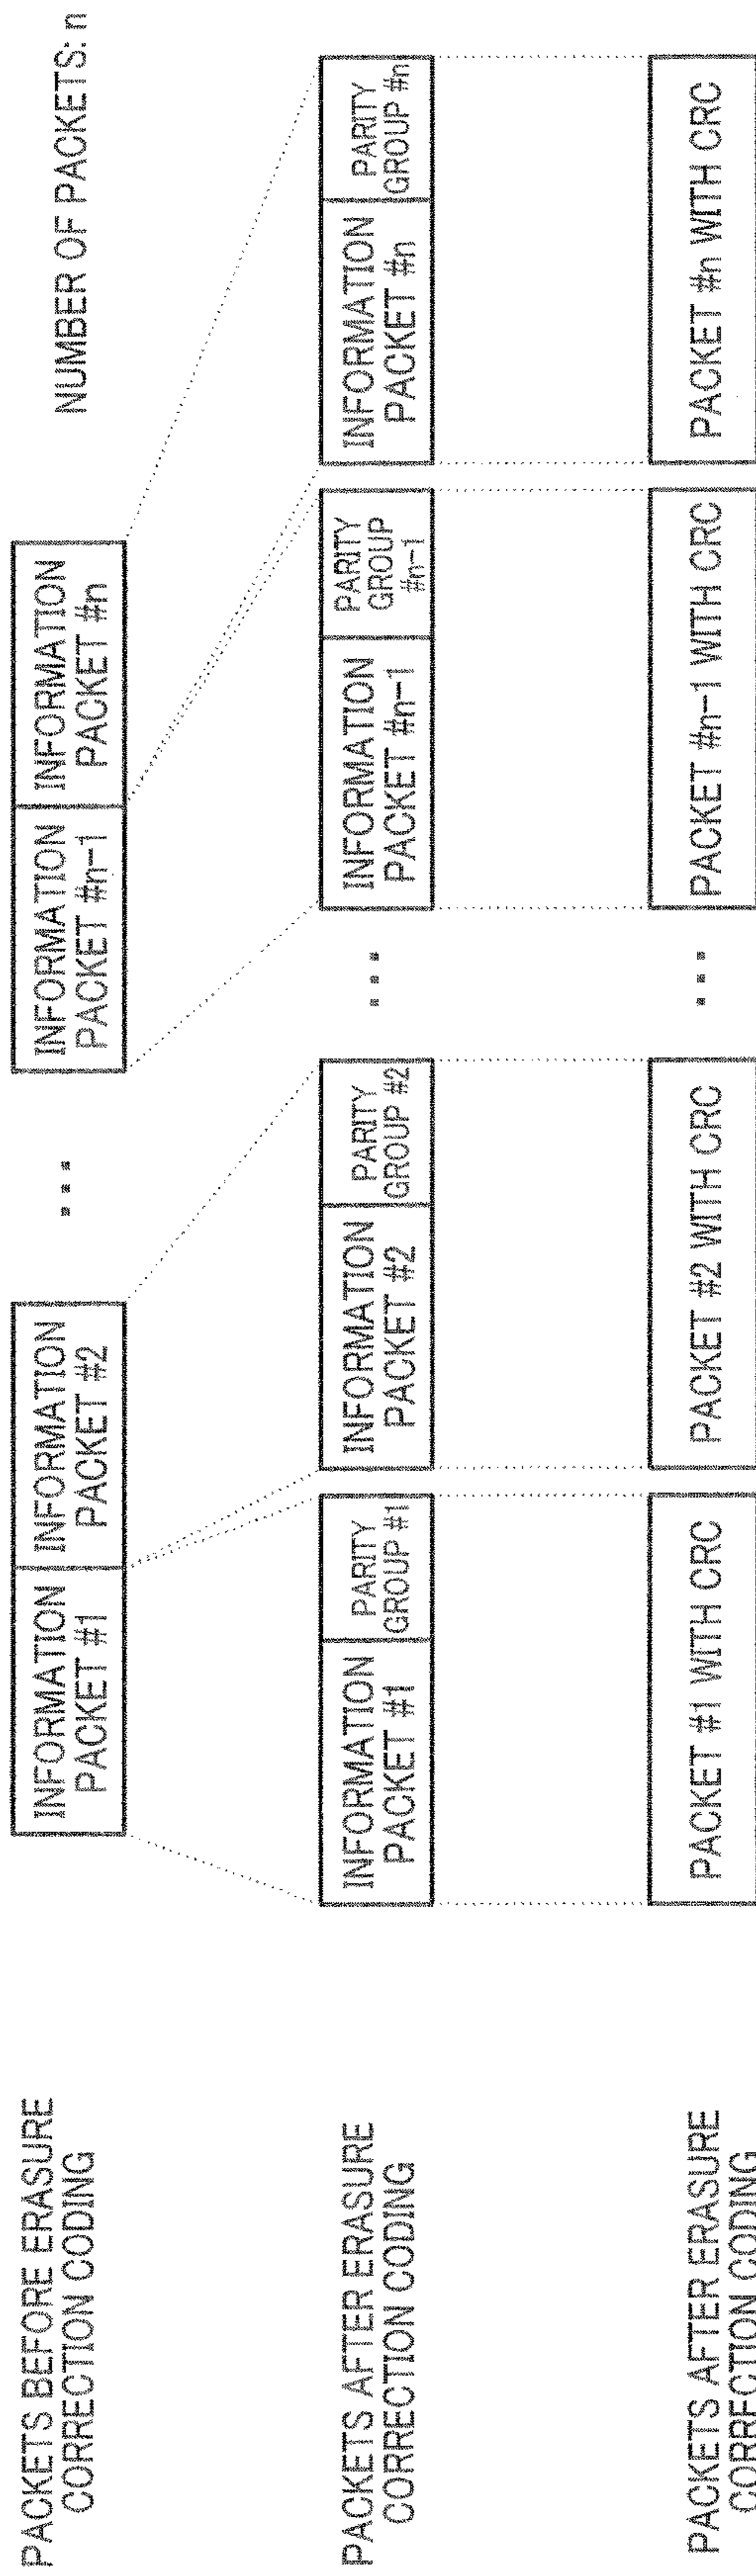 NUMBER OF PACKETS: n
PACKETS BEFORE ERASURE
CORRECTION CODING
INFORMATION
PACKET #1
INFORMATION
PACKET #2
...
INFORMATION
PACKET #n-1
INFORMATION
PACKET #n
PACKETS AFTER ERASURE
CORRECTION CODING
INFORMATION
PACKET #1
PARITY
GROUP #1
INFORMATION
PACKET #2
PARITY
GROUP #2
...
INFORMATION
PACKET #n-1
PARITY
GROUP
#n-1
INFORMATION
PACKET #n
PARITY
GROUP #n
PACKETS AFTER ERASURE
CORRECTION CODING
PACKET #1 WITH CRC
PACKET #2 WITH CRC
...
PACKET #n-1 WITH CRC
PACKET #n WITH CRC